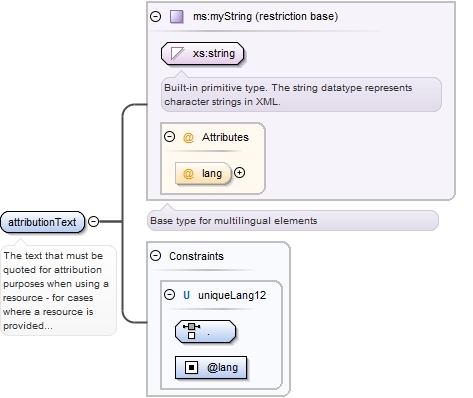 ms:myString (restriction base)
xs:string
Built-in primitive type. The string datatype represents
character strings in XML.
@ Attributes
@ lang
Base type for multilingual elements
attributionText
The text that must be
quoted for attribution
purposes when using a
resource - for cases
where a resource is
provided...
Constraints
U uniqueLang12
.
@lang